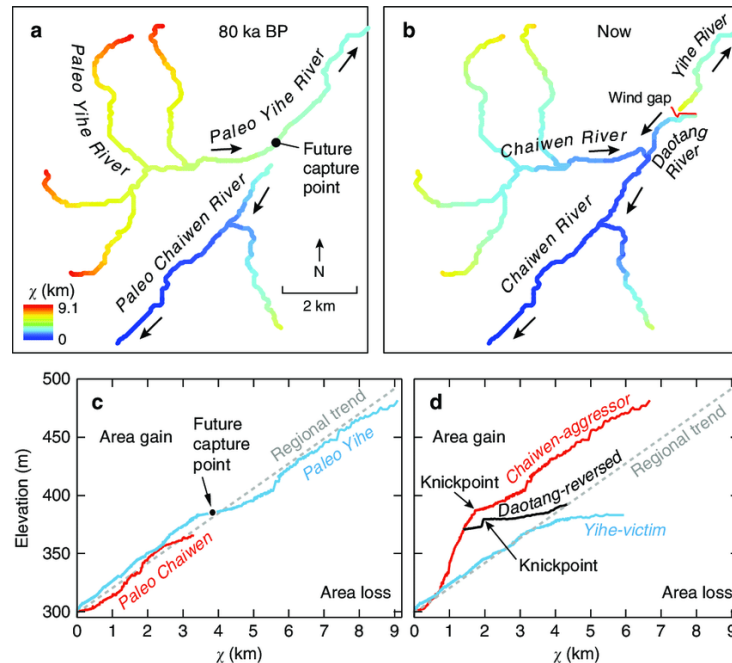 a
80 ka BP
Paleo Yihe River
Paleo Yihe River
Future
capture
point
Paleo Chaiwen River
N
2 km
χ (km)
9.1
0
b
Now
Yihe River
Wind gap
Chaiwen River
Daotang
River
Chaiwen River
c
Elevation (m)
500
450
400
350
300
Area gain
Future
capture
point
Regional trend
Paleo Yihe
Paleo Chaiwen
Area loss
0 1 2 3 4 5 6 7 8 9
χ (km)
d
Area gain
Chaiwen-aggressor
Regional trend
Knickpoint
Daotang-reversed
Yihe-victim
Knickpoint
Area loss
0 1 2 3 4 5 6 7 8 9
χ (km)